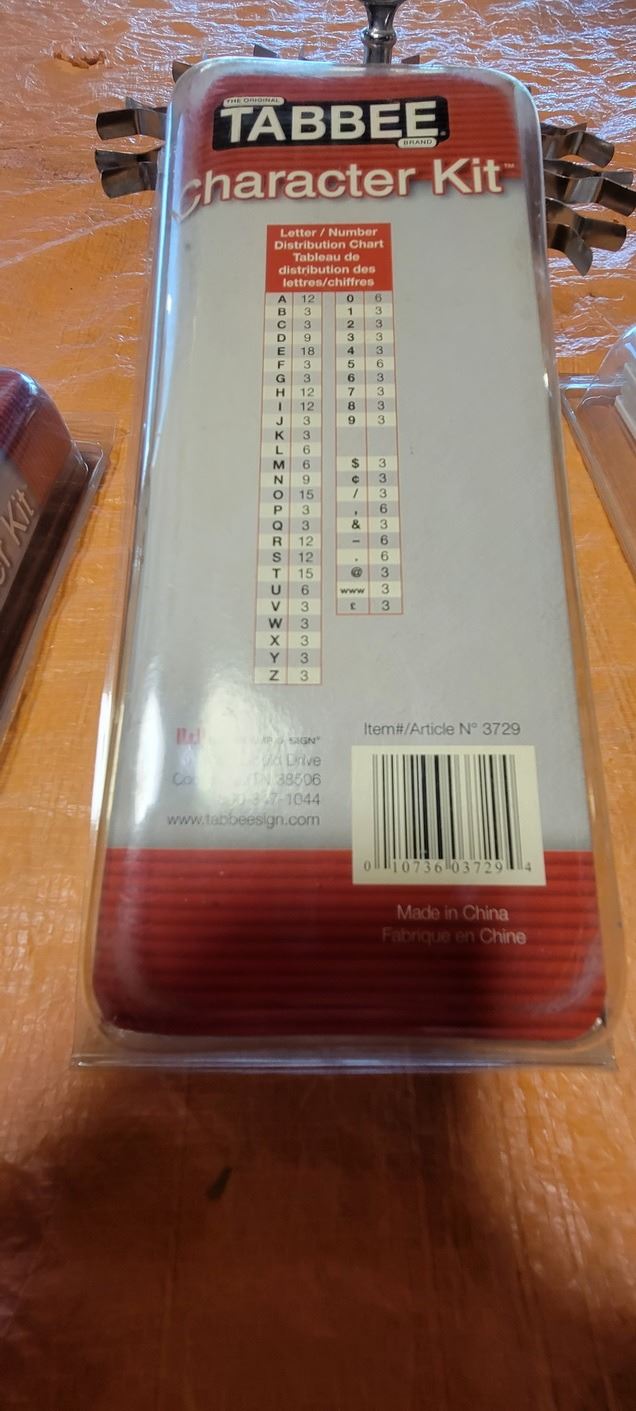 THE ORIGINAL
TABBEE
BRAND
Character Kit™
Letter / Number
Distribution Chart
Tableau de
distribution des
lettres/chiffres
A 12 0 6
B 3 1 3
C 3 2 3
D 9 3 3
E 18 4 3
F 3 5 6
G 3 6 3
H 12 7 3
I 12 8 3
J 3 9 3
K 3
L 6
M 6 $ 3
N 9 ¢ 3
O 15 / 3
P 3 , 6
Q 3 & 3
R 12 – 6
S 12 . 6
T 15 @ 3
U 6 www 3
V 3 £ 3
W 3
X 3
Y 3
Z 3
SIGN
Drive
38506
www.tabbeesign.com
Item#/Article N° 3729
0 10736 03729 4
Made in China
Fabrique en Chine
Kit